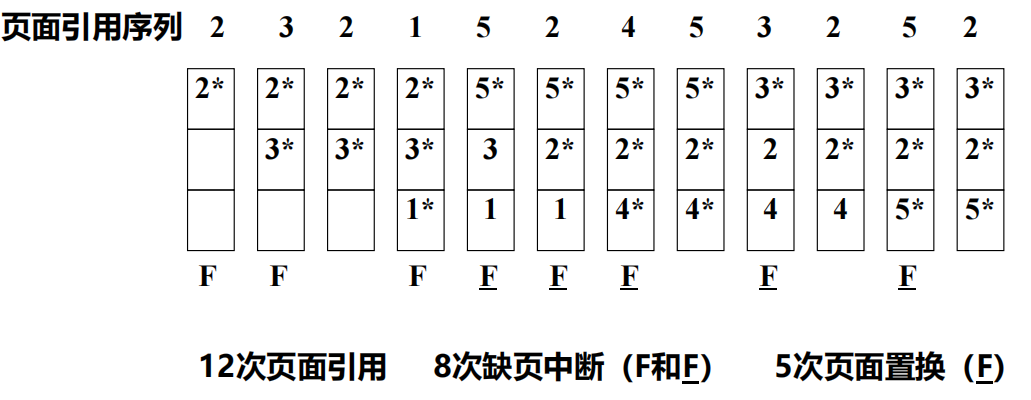 页面引用序列 2 3 2 1 5 2 4 5 3 2 5 2
2* 2* 2* 2* 5* 5* 5* 5* 3* 3* 3* 3*
3* 3* 3* 3 2* 2* 2* 2 2* 2* 2*
1* 1 1 4* 4* 4 4 5* 5*
F F F F F F F F
12次页面引用 8次缺页中断（F和F） 5次页面置换（F）